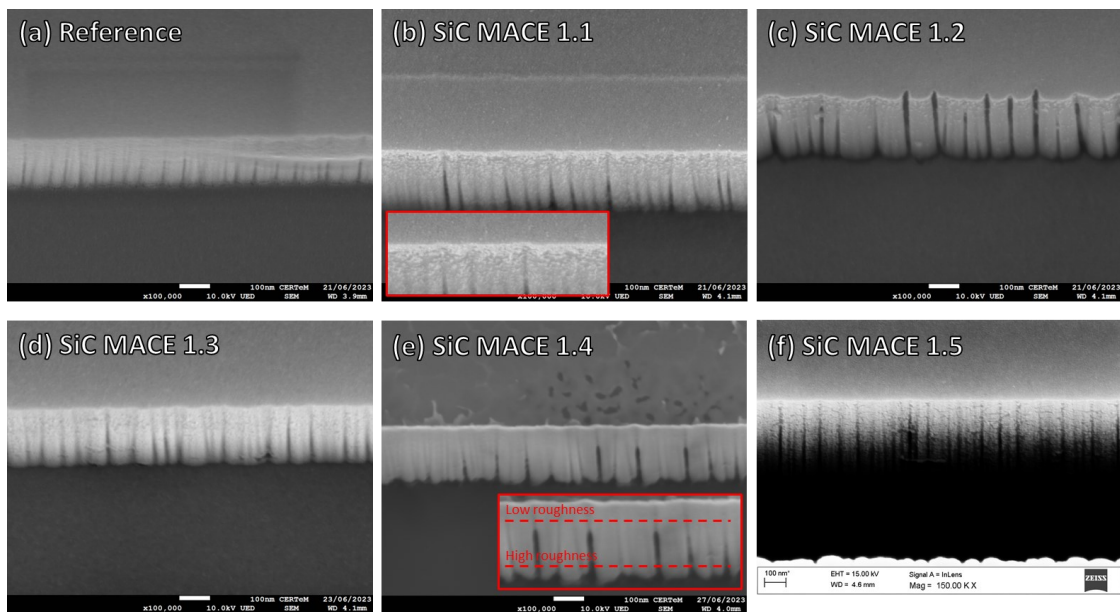 (a) Reference
100nm CERTeM 21/06/2023
x100,000 10.0kV UED SEM WD 3.9mm
(b) SiC MACE 1.1
100nm CERTeM 21/06/2023
x100,000 10.0kV UED SEM WD 4.1mm
(c) SiC MACE 1.2
100nm CERTeM 21/06/2023
x100,000 10.0kV UED SEM WD 4.1mm
(d) SiC MACE 1.3
100nm CERTeM 23/06/2023
x100,000 10.0kV UED SEM WD 4.1mm
(e) SiC MACE 1.4
Low roughness
High roughness
100nm CERTeM 27/06/2023
x100,000 10.0kV UED SEM WD 4.0mm
(f) SiC MACE 1.5
100 nm* EHT = 15.00 kV Signal A = InLens
WD = 4.6 mm Mag = 150.00 K X
ZEISS